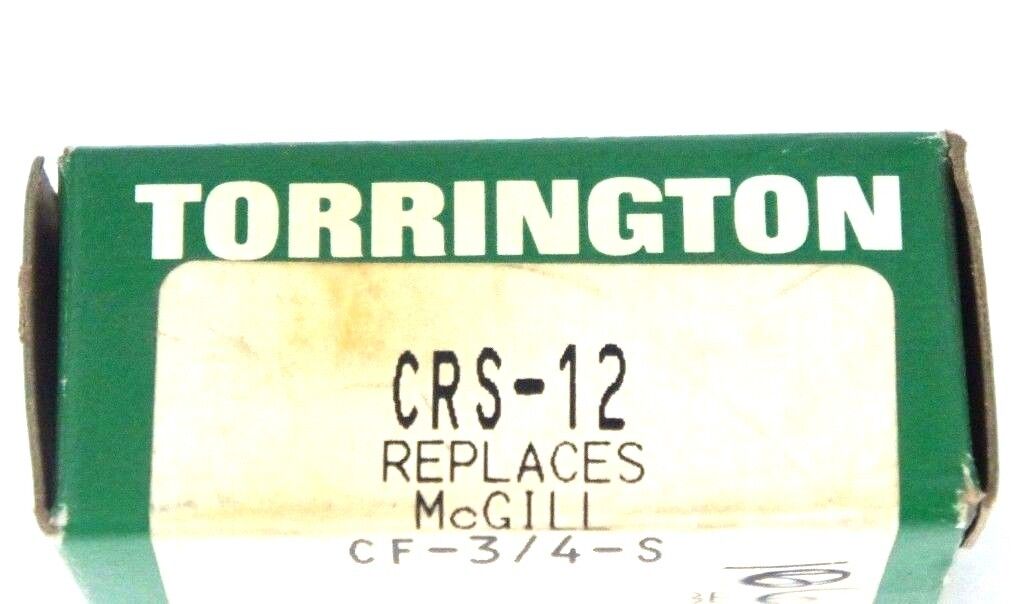 TORRINGTON
CRS-12
REPLACES
McGILL
CF-3/4-S